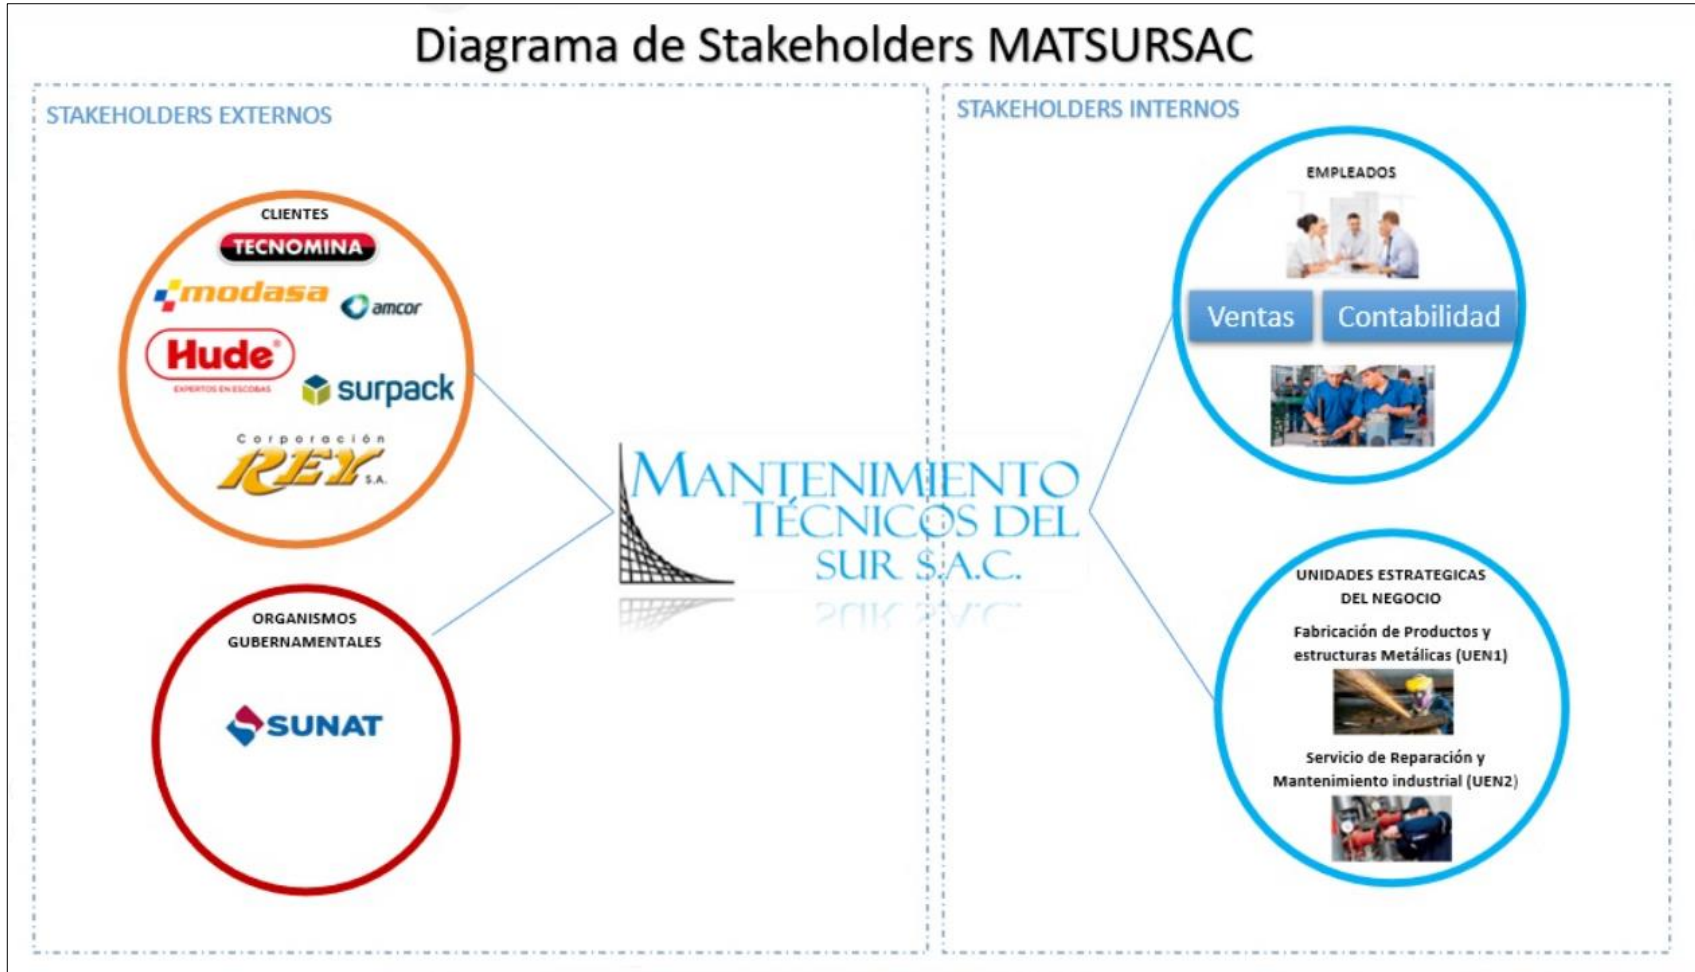 Diagrama de Stakeholders MATSURSAC
STAKEHOLDERS EXTERNOS
CLIENTES
TECNOMINA
modasa
amcor
Hude®
EXPERTOS EN ESCOBAS
surpack
Corporación
REY S.A.
ORGANISMOS
GUBERNAMENTALES
SUNAT
MANTENIMIENTO
TÉCNICOS DEL
SUR S.A.C.
STAKEHOLDERS INTERNOS
EMPLEADOS
Ventas
Contabilidad
UNIDADES ESTRATEGICAS
DEL NEGOCIO
Fabricación de Productos y
estructuras Metálicas (UEN1)
Servicio de Reparación y
Mantenimiento industrial (UEN2)